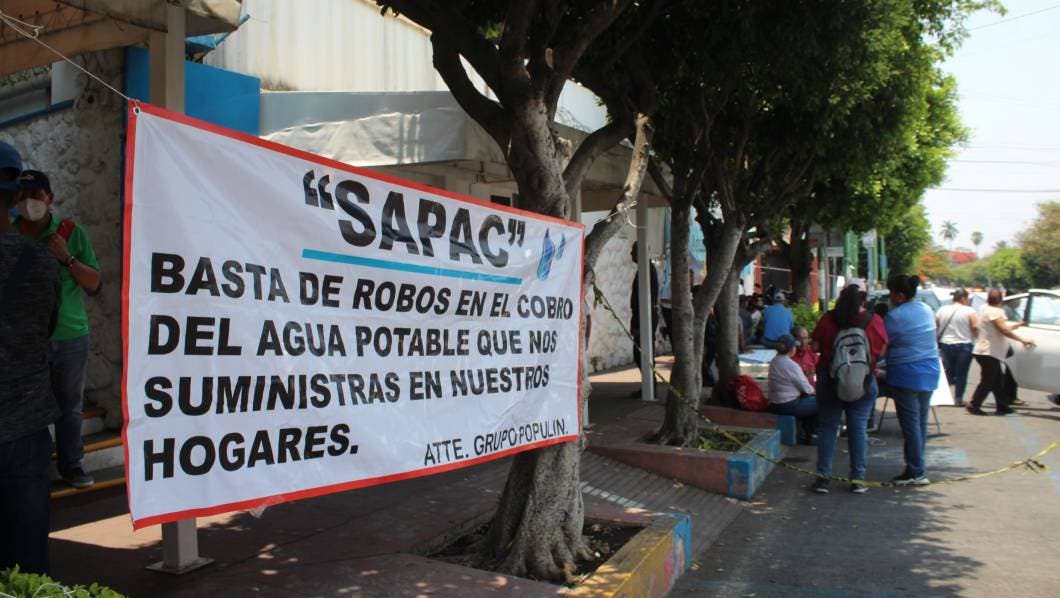 “SAPAC”
BASTA DE ROBOS EN EL COBRO
DEL AGUA POTABLE QUE NOS
SUMINISTRAS EN NUESTROS
HOGARES.
ATTE. GRUPO POPULIN.